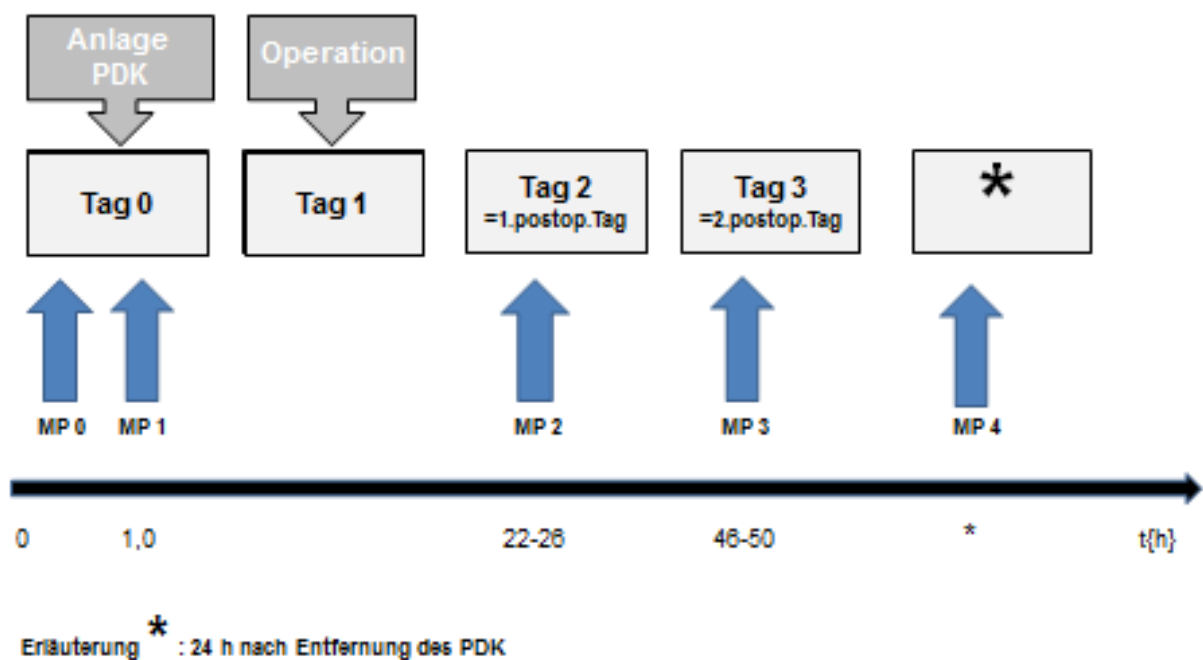 Anlage
PDK
Operation
Tag 0
Tag 1
Tag 2
=1.postop.Tag
Tag 3
=2.postop.Tag
*
MP 0
MP 1
MP 2
MP 3
MP 4
0
1,0
22-26
46-50
*
t{h}
Erläuterung * : 24 h nach Entfernung des PDK